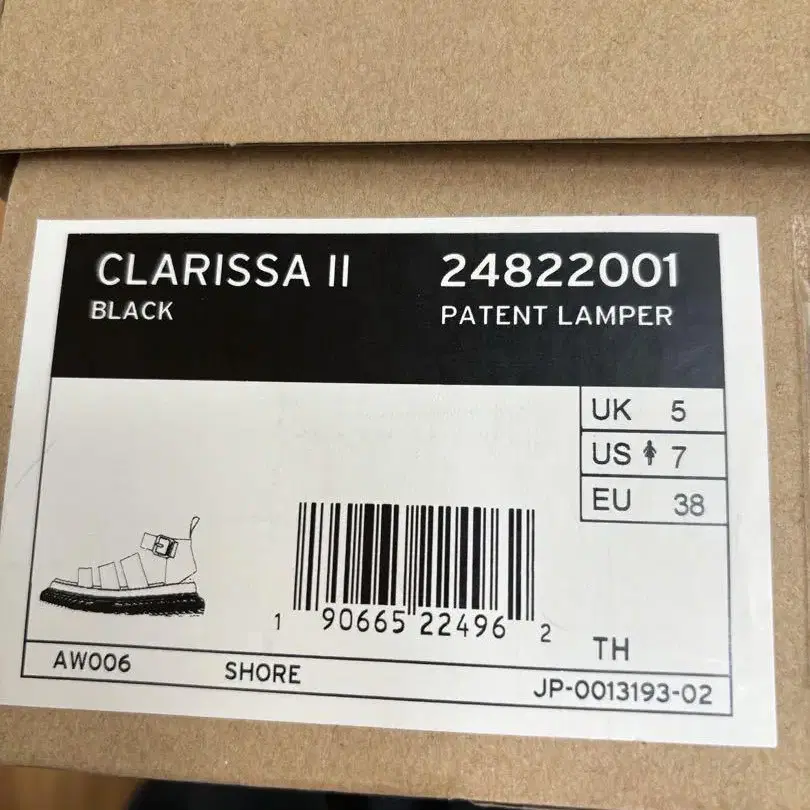 CLARISSA II 24822001
BLACK PATENT LAMPER
UK 5
US 7
EU 38
1 90665 22496 2
TH
AW006 SHORE JP-0013193-02